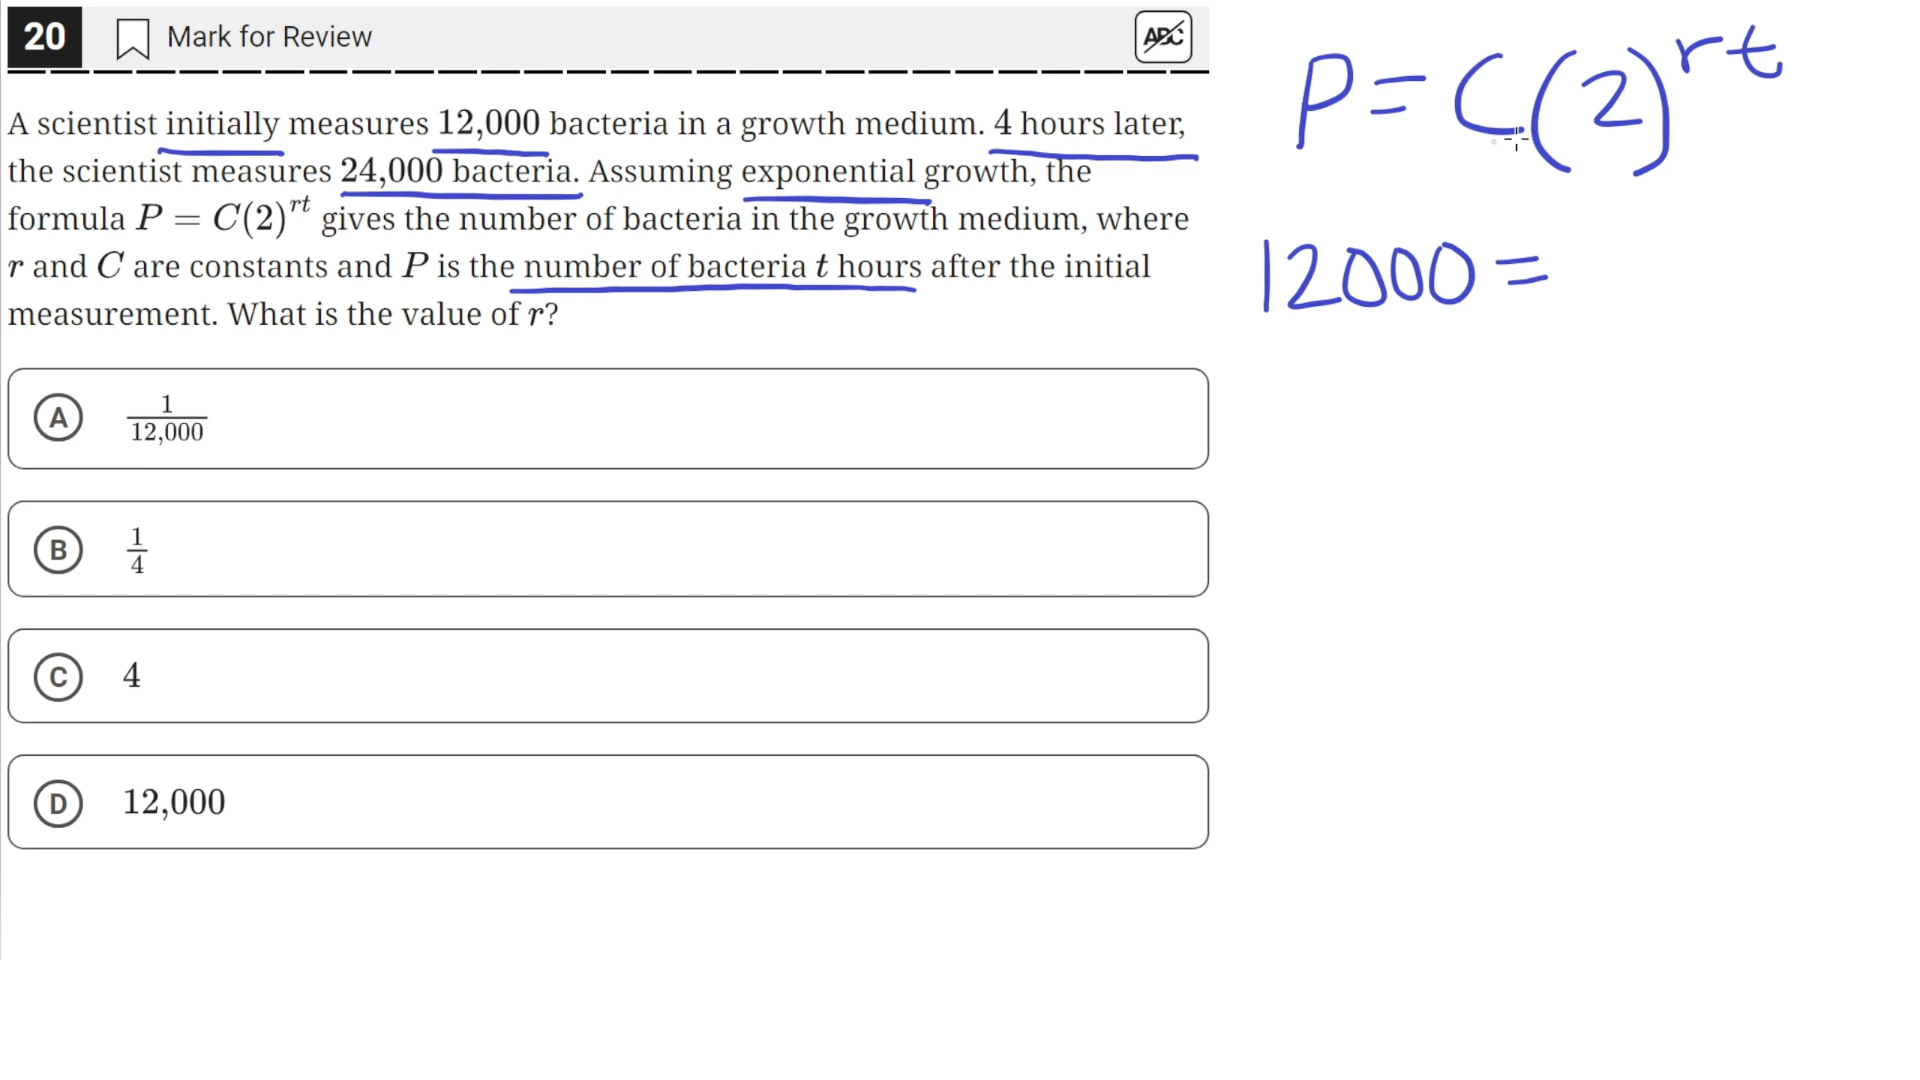 20 Mark for Review ABC
A scientist initially measures 12,000 bacteria in a growth medium. 4 hours later,
the scientist measures 24,000 bacteria. Assuming exponential growth, the
formula P = C(2)^{rt} gives the number of bacteria in the growth medium, where
r and C are constants and P is the number of bacteria t hours after the initial
measurement. What is the value of r?
A 1/12,000
B 1/4
C 4
D 12,000
P = C(2)^{rt}
12000 =